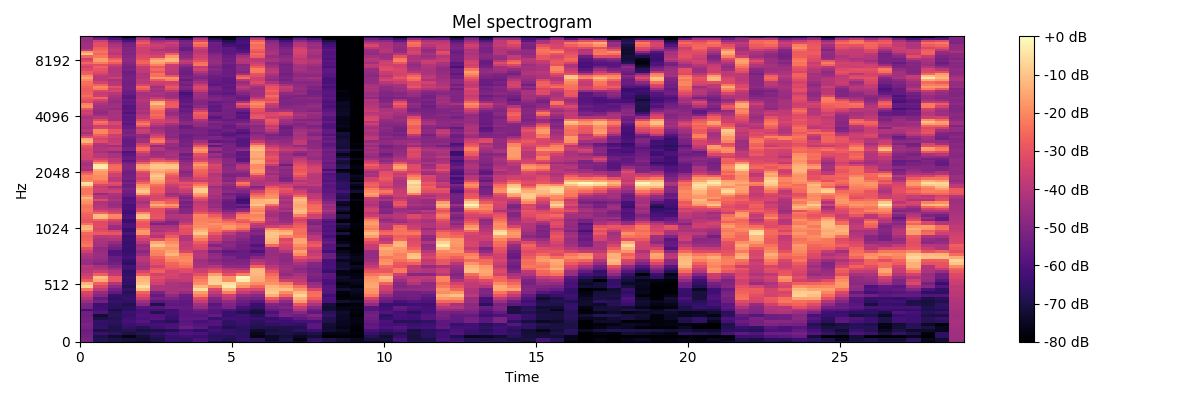 Mel spectrogram
Hz
8192
4096
2048
1024
512
0
0 5 10 15 20 25
Time
+0 dB
-10 dB
-20 dB
-30 dB
-40 dB
-50 dB
-60 dB
-70 dB
-80 dB